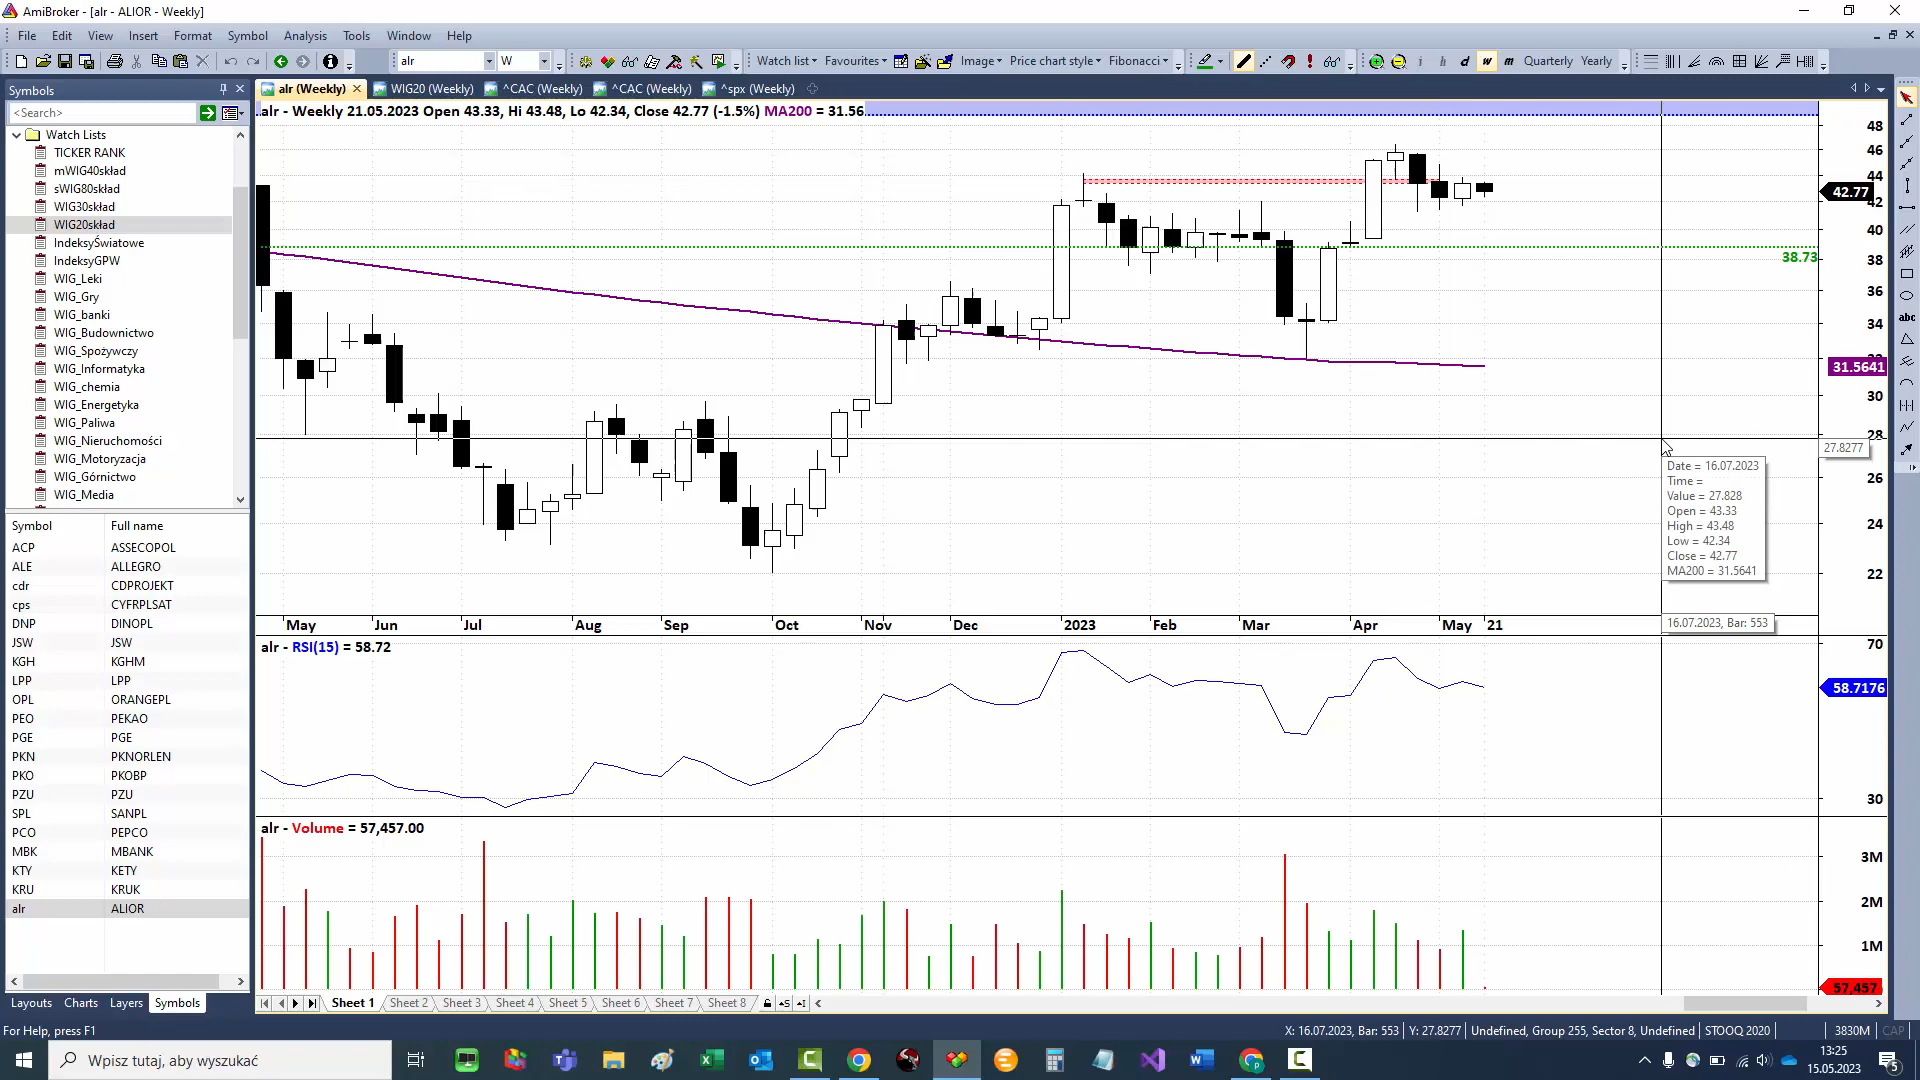 AmiBroker - [alr - ALIOR - Weekly]
File Edit View Insert Format Symbol Analysis Tools Window Help
alr W Watch list Favourites Image Price chart style Fibonacci i h d w m Quarterly Yearly
Symbols
<Search>
alr (Weekly) WIG20 (Weekly) ^CAC (Weekly) ^CAC (Weekly) ^spx (Weekly)
Watch Lists
TICKER RANK
mWIG40skład
sWIG80skład
WIG30skład
WIG20skład
IndeksyŚwiatowe
IndeksyGPW
WIG_Leki
WIG_Gry
WIG_banki
WIG_Budownictwo
WIG_Spożywczy
WIG_Informatyka
WIG_chemia
WIG_Energetyka
WIG_Paliwa
WIG_Nieruchomości
WIG_Motoryzacja
WIG_Górnictwo
WIG_Media
Symbol Full name
ACP ASSECOPOL
ALE ALLEGRO
cdr CDPROJEKT
cps CYFRPLSAT
DNP DINOPL
JSW JSW
KGH KGHM
LPP LPP
OPL ORANGEPL
PEO PEKAO
PGE PGE
PKN PKNORLEN
PKO PKOBP
PZU PZU
SPL SANPL
PCO PEPCO
MBK MBANK
KTY KETY
KRU KRUK
alr ALIOR
Layouts Charts Layers Symbols
alr - Weekly 21.05.2023 Open 43.33, Hi 43.48, Lo 42.34, Close 42.77 (-1.5%) MA200 = 31.56
48
46
44
42.77
42
40
38.73
38
36
34
32
31.5641
30
28
27.8277
26
24
22
Date = 16.07.2023
Time =
Value = 27.828
Open = 43.33
High = 43.48
Low = 42.34
Close = 42.77
MA200 = 31.5641
May Jun Jul Aug Sep Oct Nov Dec 2023 Feb Mar Apr May 21
16.07.2023, Bar: 553
alr - RSI(15) = 58.72
70
58.7176
30
alr - Volume = 57,457.00
3M
2M
1M
57,457
Sheet 1 Sheet 2 Sheet 3 Sheet 4 Sheet 5 Sheet 6 Sheet 7 Sheet 8
abc
For Help, press F1
X: 16.07.2023, Bar: 553 Y: 27.8277 Undefined, Group 255, Sector 8, Undefined STOOQ 2020 3830M CAP
Wpisz tutaj, aby wyszukać
13:25
15.05.2023
5